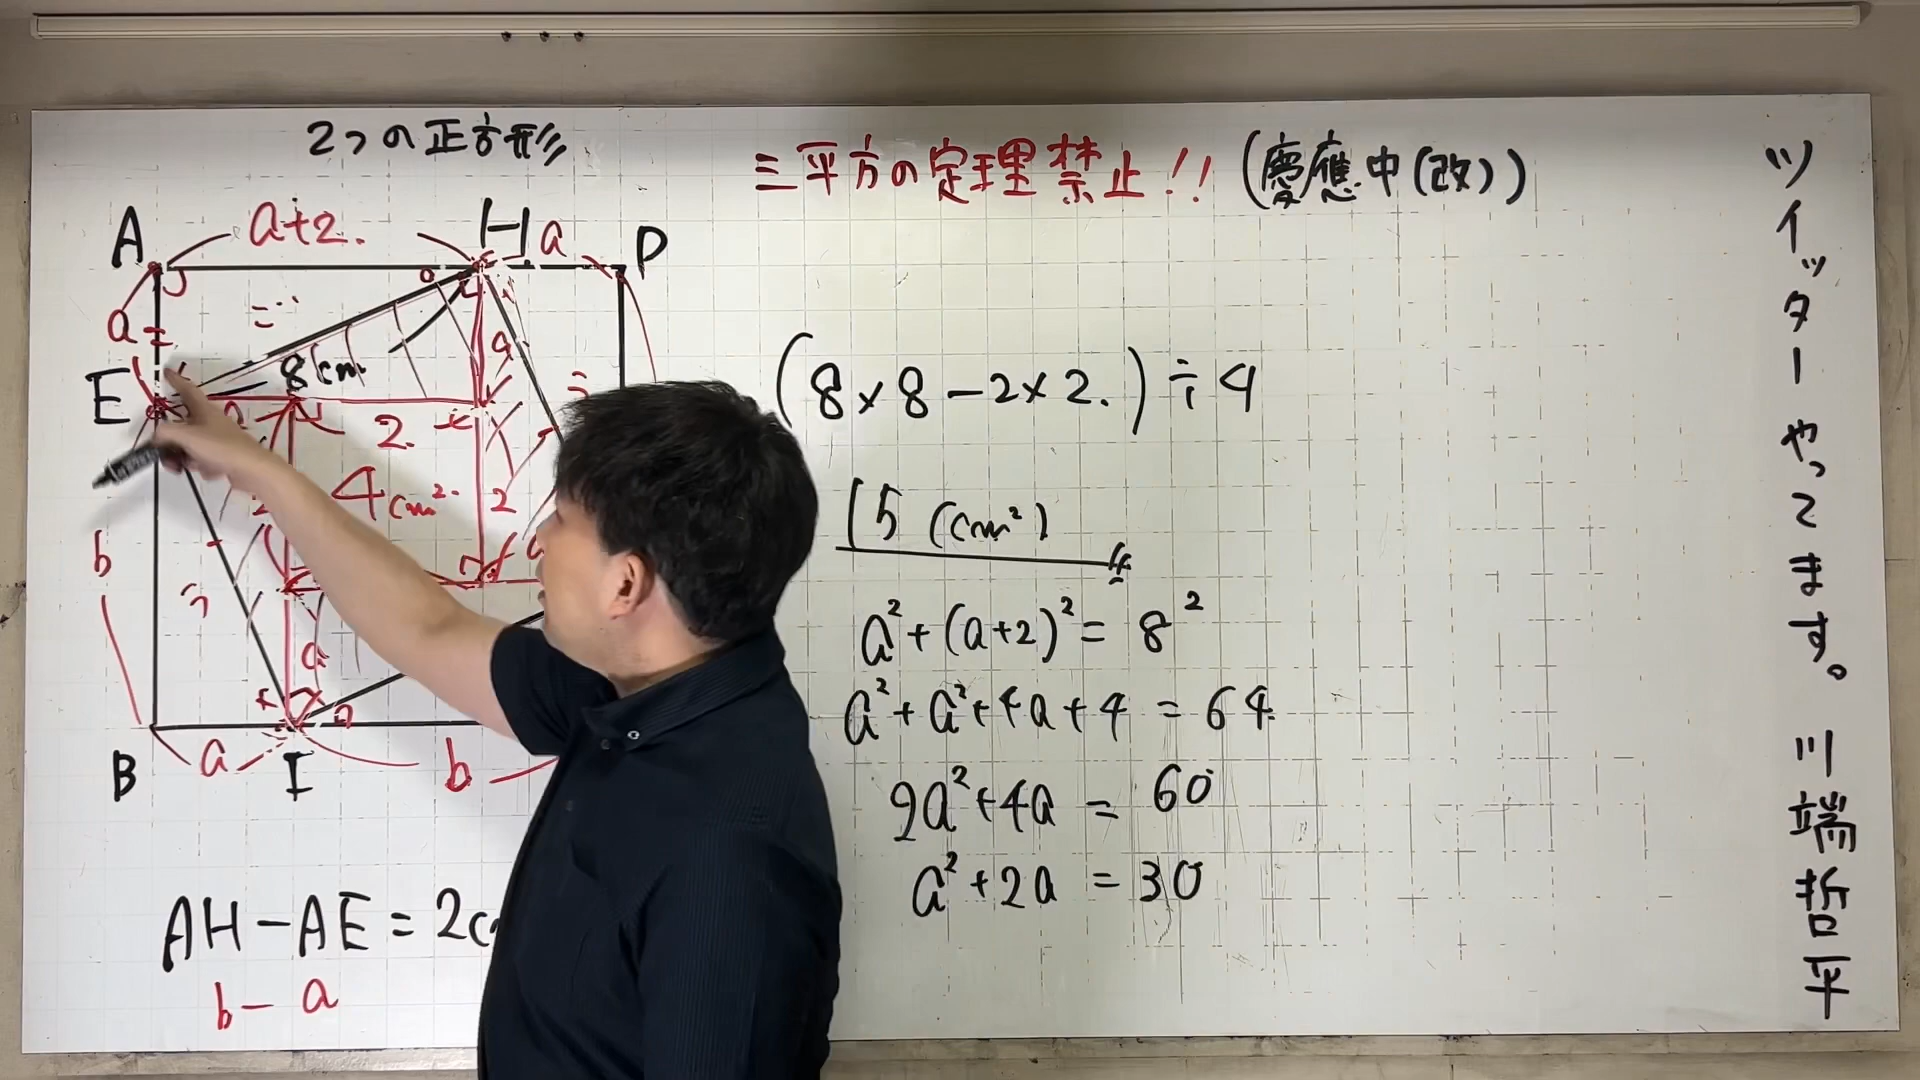 2つの正方形
三平方の定理禁止!! (慶應中(改))
A
a+2.
H
a
D
a
E
8cm
a
2.
4cm²
2
b
a
B
a
I
b
AH-AE=2c
b-a
(8×8-2×2.)÷4
15 (cm²)
a²+(a+2)²=8²
a²+a²+4a+4=64
2a²+4a=60
a²+2a=30
ツイッターやってます。川端哲平